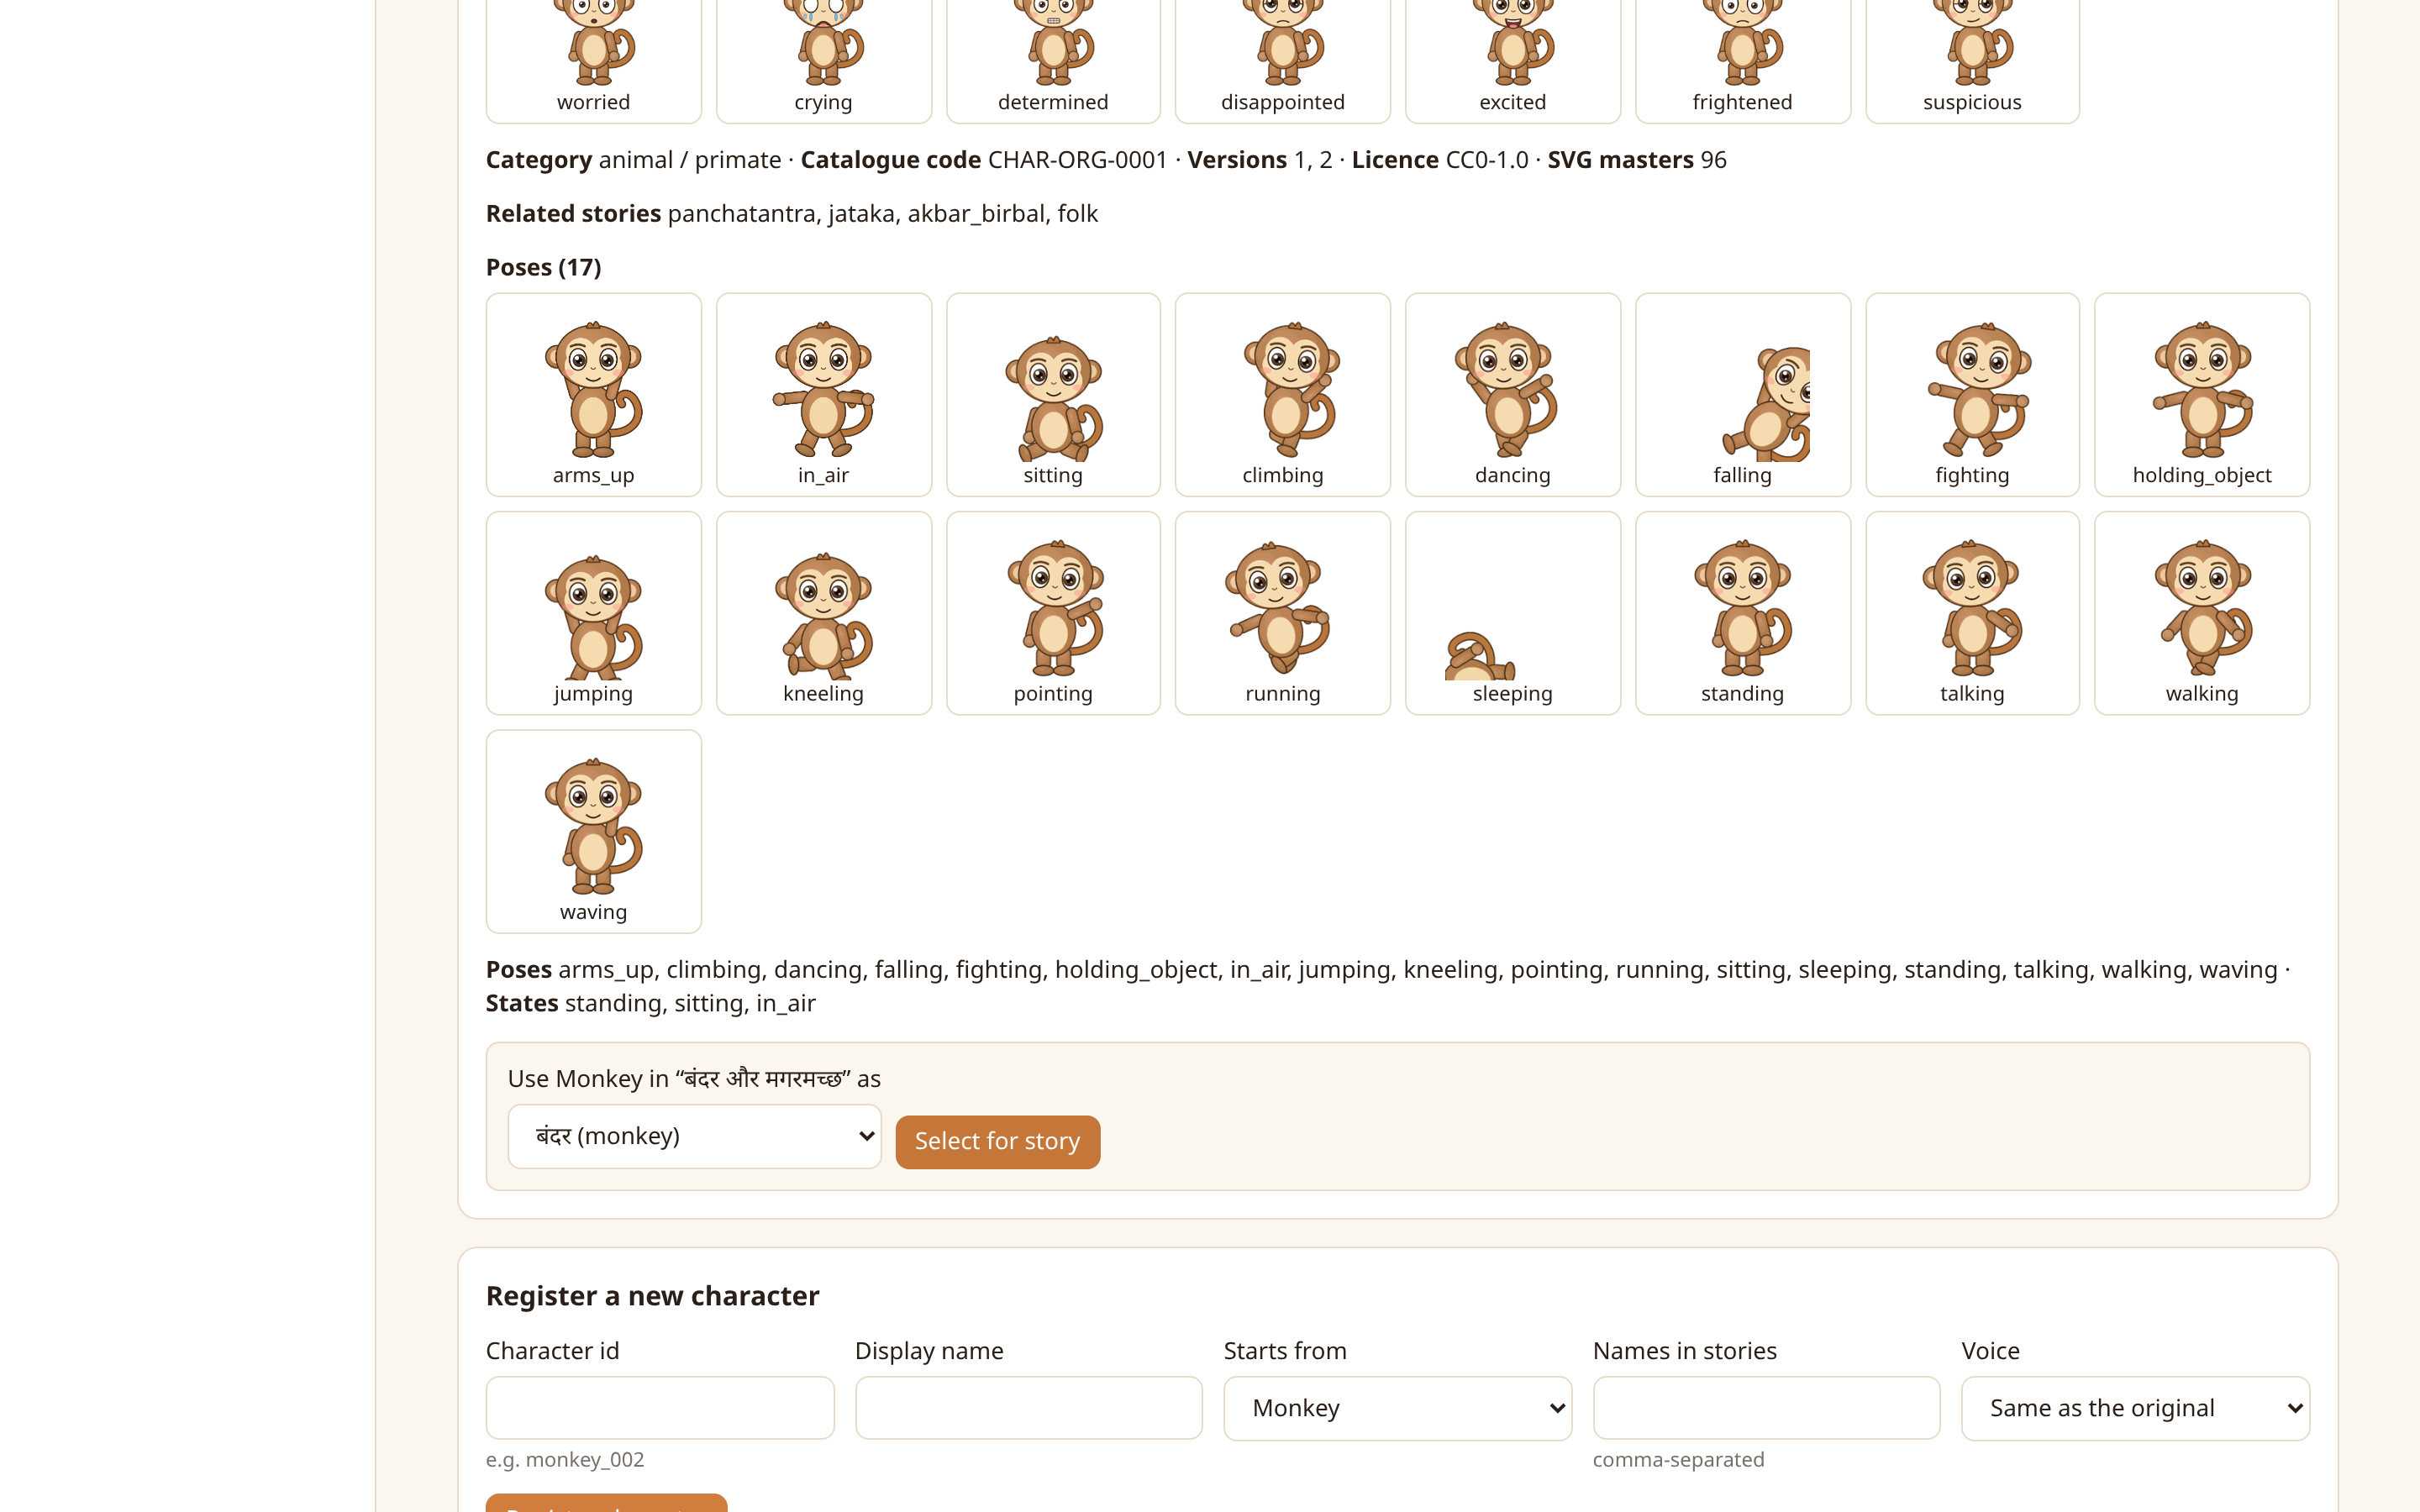 worried crying determined disappointed excited frightened suspicious
Category animal / primate · Catalogue code CHAR-ORG-0001 · Versions 1, 2 · Licence CC0-1.0 · SVG masters 96
Related stories panchatantra, jataka, akbar_birbal, folk
Poses (17)
arms_up in_air sitting climbing dancing falling fighting holding_object
jumping kneeling pointing running sleeping standing talking walking
waving
Poses arms_up, climbing, dancing, falling, fighting, holding_object, in_air, jumping, kneeling, pointing, running, sitting, sleeping, standing, talking, walking, waving ·
States standing, sitting, in_air
Use Monkey in “बंदर और मगरमच्छ” as
बंदर (monkey) Select for story
Register a new character
Character id Display name Starts from Names in stories Voice
Monkey Same as the original
e.g. monkey_002 comma-separated